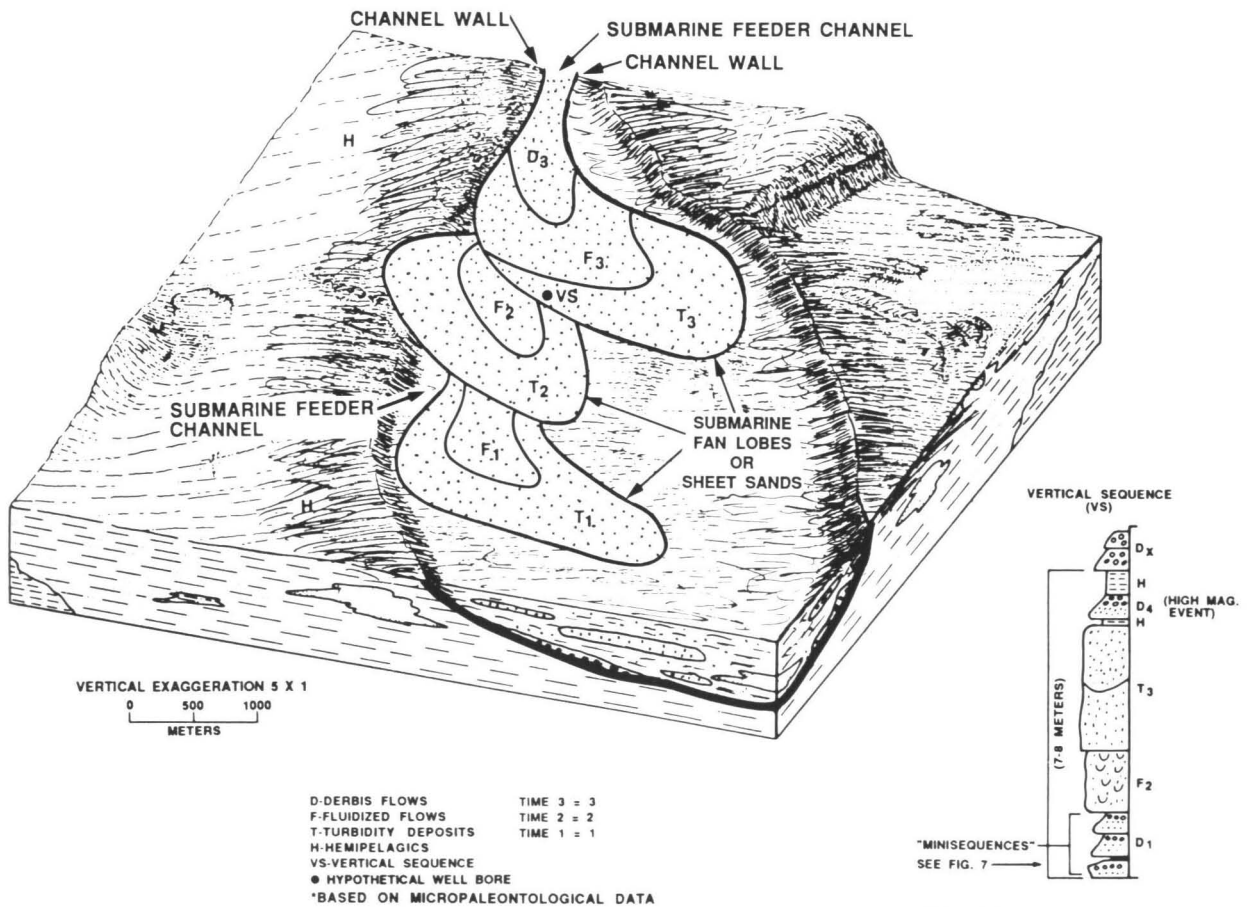 CHANNEL WALL
SUBMARINE FEEDER CHANNEL
CHANNEL WALL
H
D3
F3.
F2
VS
T3
T2
SUBMARINE FEEDER
CHANNEL
F.1
SUBMARINE
FAN LOBES
OR
SHEET SANDS
T1.
H
VERTICAL SEQUENCE
(VS)
DX
H
D4
(HIGH MAG.
EVENT)
H
T3
(7-8 METERS)
F2
"MINISEQUENCES"
D1
SEE FIG. 7
VERTICAL EXAGGERATION 5 X 1
0 500 1000
METERS
D-DERBIS FLOWS TIME 3 = 3
F-FLUIDIZED FLOWS TIME 2 = 2
T-TURBIDITY DEPOSITS TIME 1 = 1
H-HEMIPELAGICS
VS-VERTICAL SEQUENCE
● HYPOTHETICAL WELL BORE
*BASED ON MICROPALEONTOLOGICAL DATA